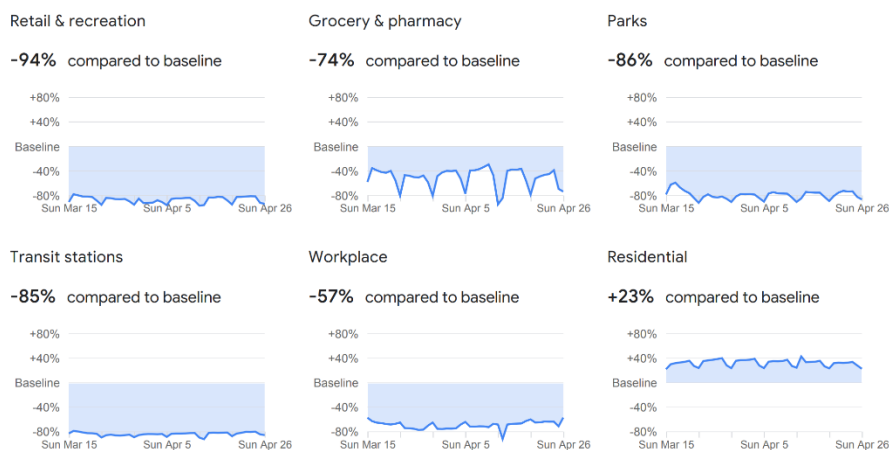 Retail & recreation
-94% compared to baseline
+80%
+40%
Baseline
-40%
-80%
Sun Mar 15 Sun Apr 5 Sun Apr 26
Grocery & pharmacy
-74% compared to baseline
+80%
+40%
Baseline
-40%
-80%
Sun Mar 15 Sun Apr 5 Sun Apr 26
Parks
-86% compared to baseline
+80%
+40%
Baseline
-40%
-80%
Sun Mar 15 Sun Apr 5 Sun Apr 26
Transit stations
-85% compared to baseline
+80%
+40%
Baseline
-40%
-80%
Sun Mar 15 Sun Apr 5 Sun Apr 26
Workplace
-57% compared to baseline
+80%
+40%
Baseline
-40%
-80%
Sun Mar 15 Sun Apr 5 Sun Apr 26
Residential
+23% compared to baseline
+80%
+40%
Baseline
-40%
-80%
Sun Mar 15 Sun Apr 5 Sun Apr 26